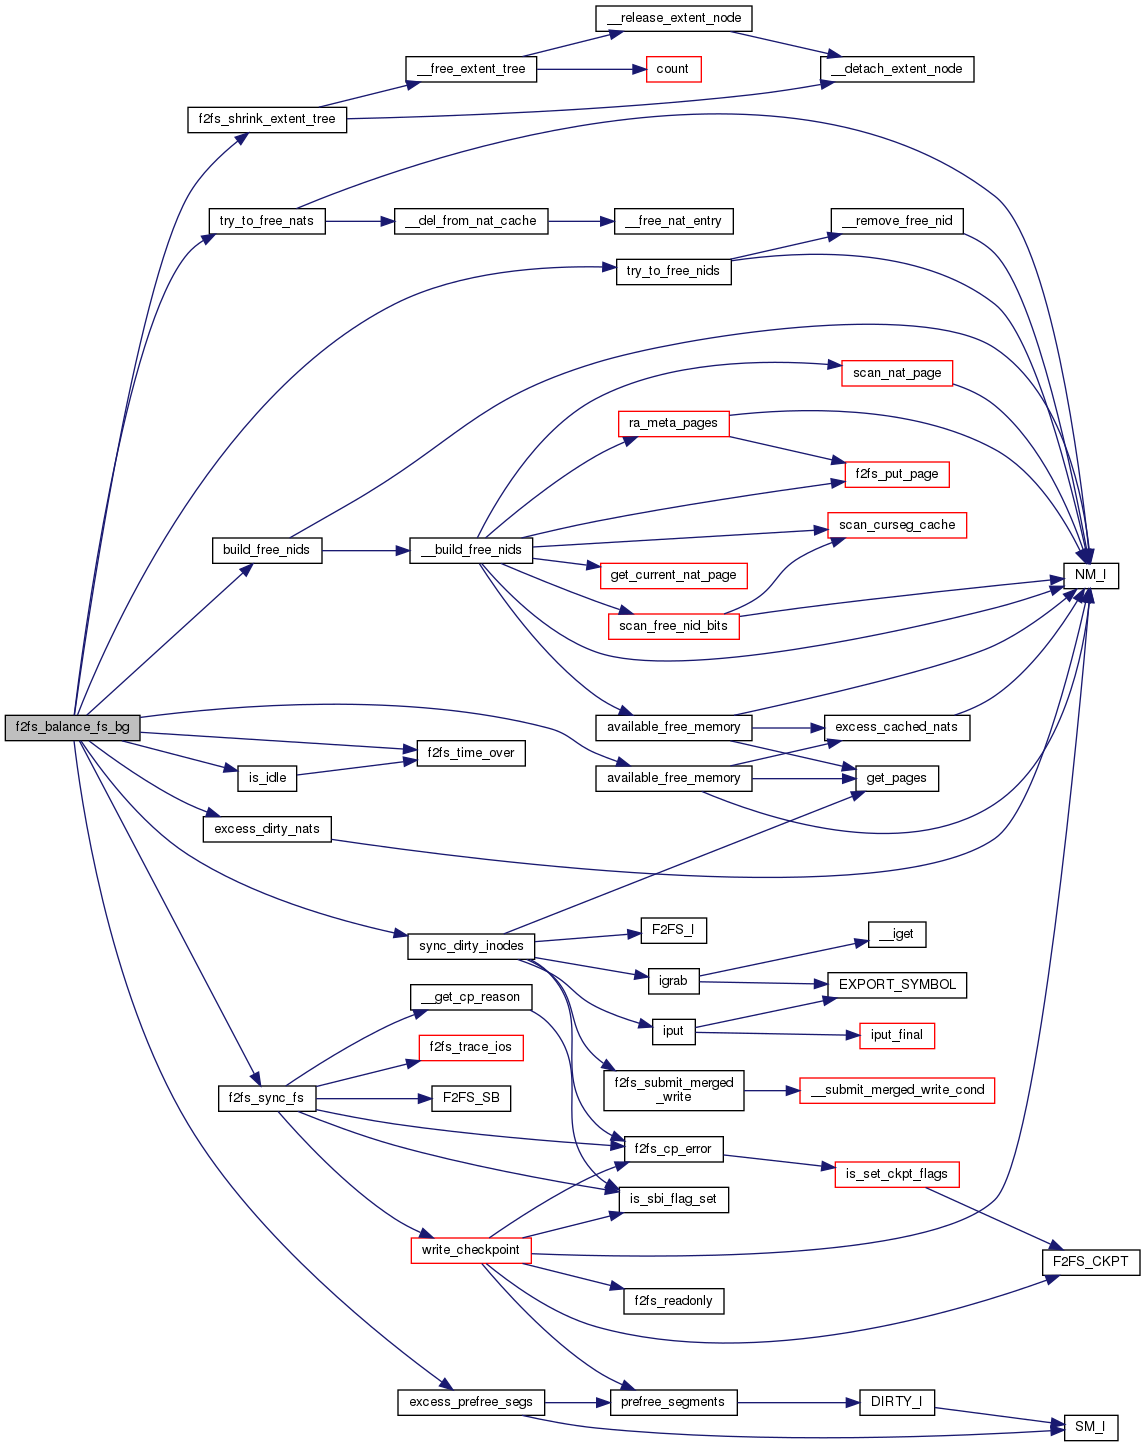 __release_extent_node
__free_extent_tree
count
__detach_extent_node
f2fs_shrink_extent_tree
try_to_free_nats
__del_from_nat_cache
__free_nat_entry
__remove_free_nid
try_to_free_nids
scan_nat_page
ra_meta_pages
f2fs_put_page
scan_curseg_cache
build_free_nids
__build_free_nids
get_current_nat_page
NM_I
scan_free_nid_bits
f2fs_balance_fs_bg
available_free_memory
excess_cached_nats
f2fs_time_over
is_idle
available_free_memory
get_pages
excess_dirty_nats
sync_dirty_inodes
F2FS_I
__iget
igrab
EXPORT_SYMBOL
__get_cp_reason
iput
iput_final
f2fs_trace_ios
f2fs_submit_merged
_write
__submit_merged_write_cond
f2fs_sync_fs
F2FS_SB
f2fs_cp_error
is_set_ckpt_flags
is_sbi_flag_set
write_checkpoint
F2FS_CKPT
f2fs_readonly
excess_prefree_segs
prefree_segments
DIRTY_I
SM_I